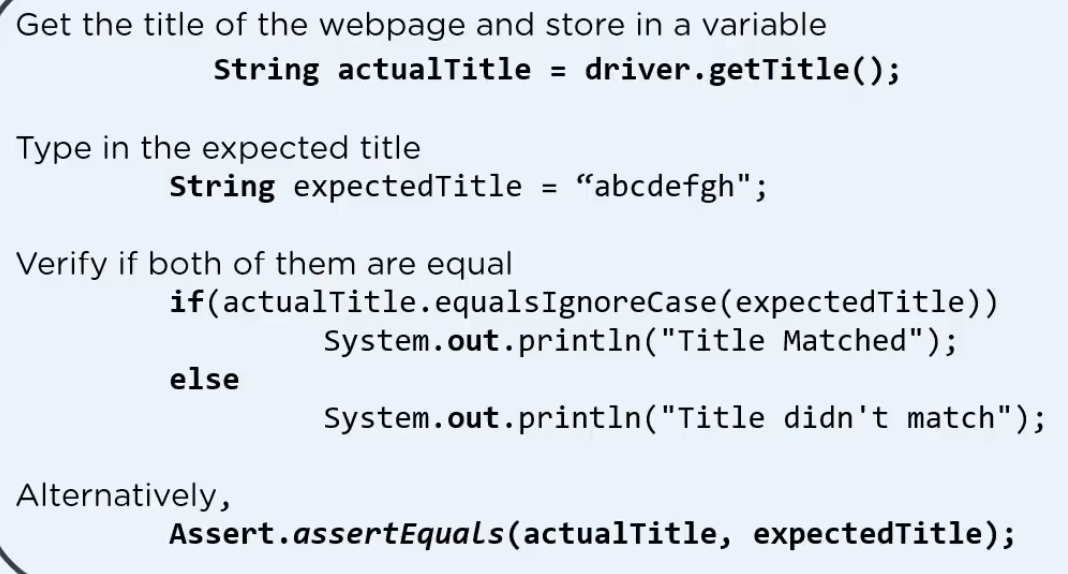 Get the title of the webpage and store in a variable
String actualTitle = driver.getTitle();
Type in the expected title
String expectedTitle = “abcdefgh";
Verify if both of them are equal
if(actualTitle.equalsIgnoreCase(expectedTitle))
System.out.println("Title Matched");
else
System.out.println("Title didn't match");
Alternatively,
Assert.assertEquals(actualTitle, expectedTitle);